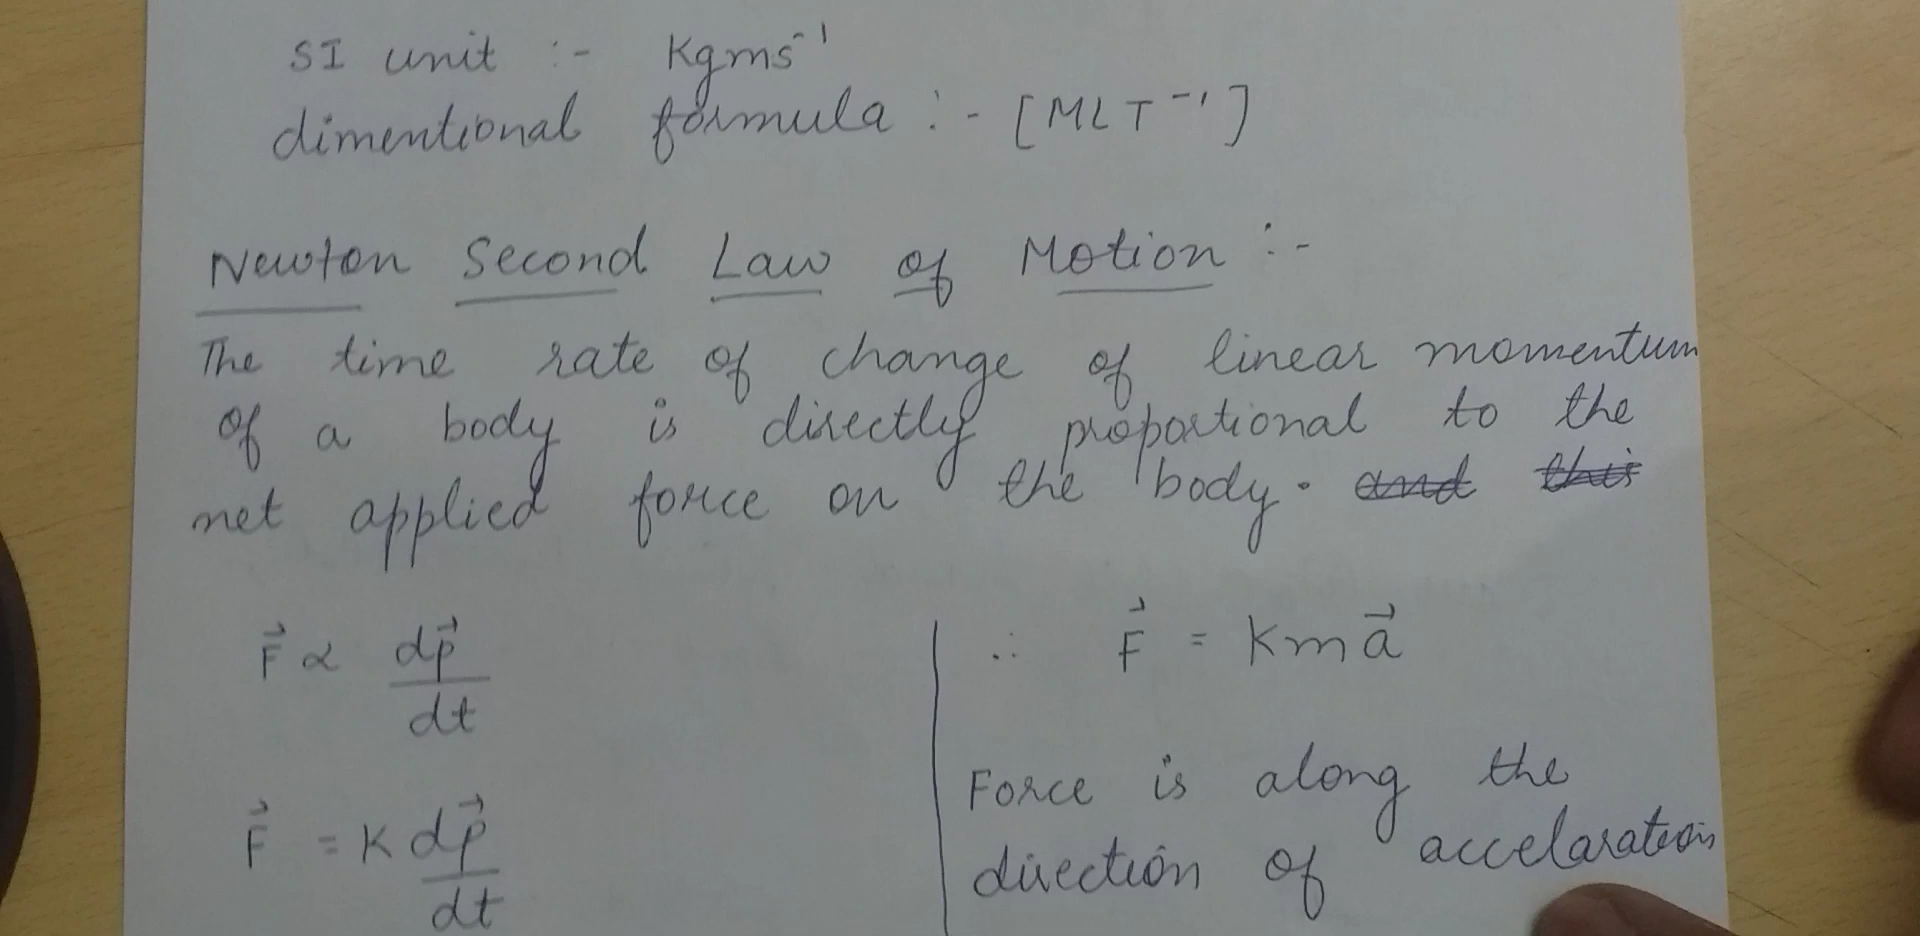 SI unit :- Kgms⁻¹
dimentional formula :- [MLT⁻¹]
Newton Second Law of Motion :-
The time rate of change of linear momentum
of a body is directly proportional to the
net applied force on the body. ~~and~~ ~~this~~
F⃗ ∝ dp⃗/dt
F⃗ = K dp⃗/dt
∴ F⃗ = Kma⃗
Force is along the
direction of accelaration